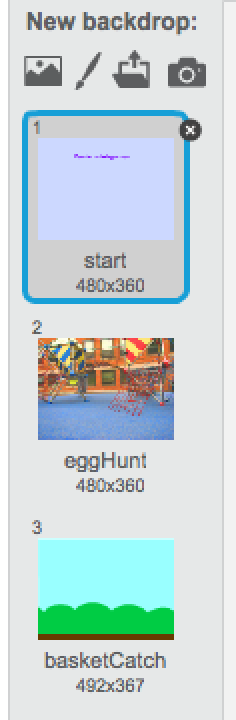 New backdrop:
1
start
480x360
2
eggHunt
480x360
3
basketCatch
492x367